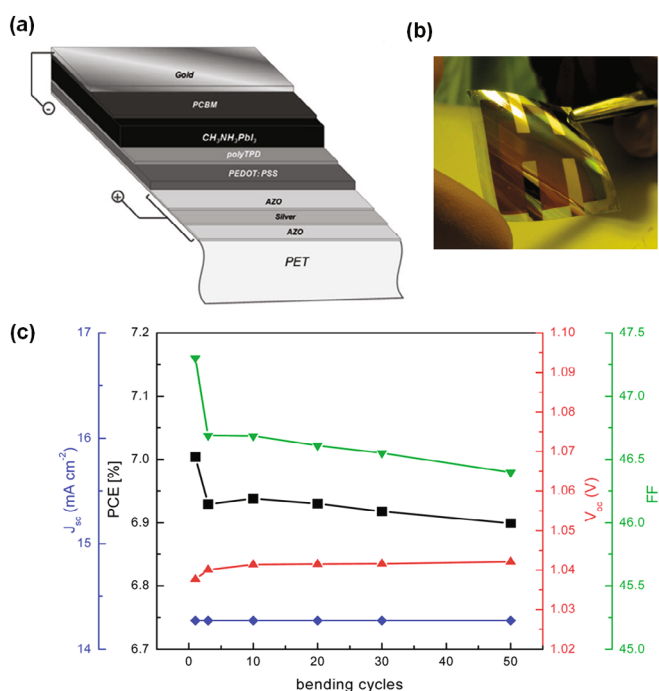 (a)
(b)
Gold
PCBM
CH₃NH₃PbI₃
polyTPD
PEDOT:PSS
AZO
Silver
AZO
PET
(c)
17
16
15
14
J_sc (mA cm⁻²)
7.2
7.1
7.0
6.9
6.8
6.7
PCE [%]
1.10
1.09
1.08
1.07
1.06
1.05
1.04
1.03
1.02
V_oc (V)
47.5
47.0
46.5
46.0
45.5
45.0
FF
0 10 20 30 40 50
bending cycles